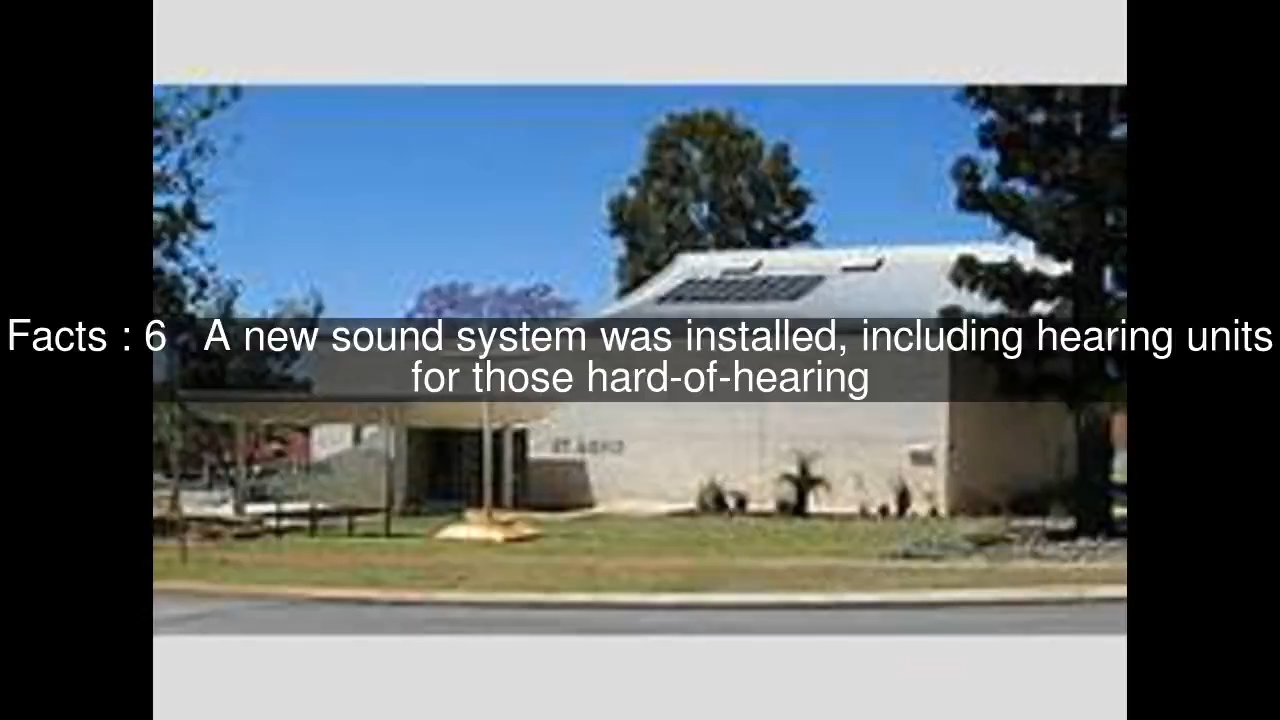 Facts : 6 A new sound system was installed, including hearing units
for those hard-of-hearing